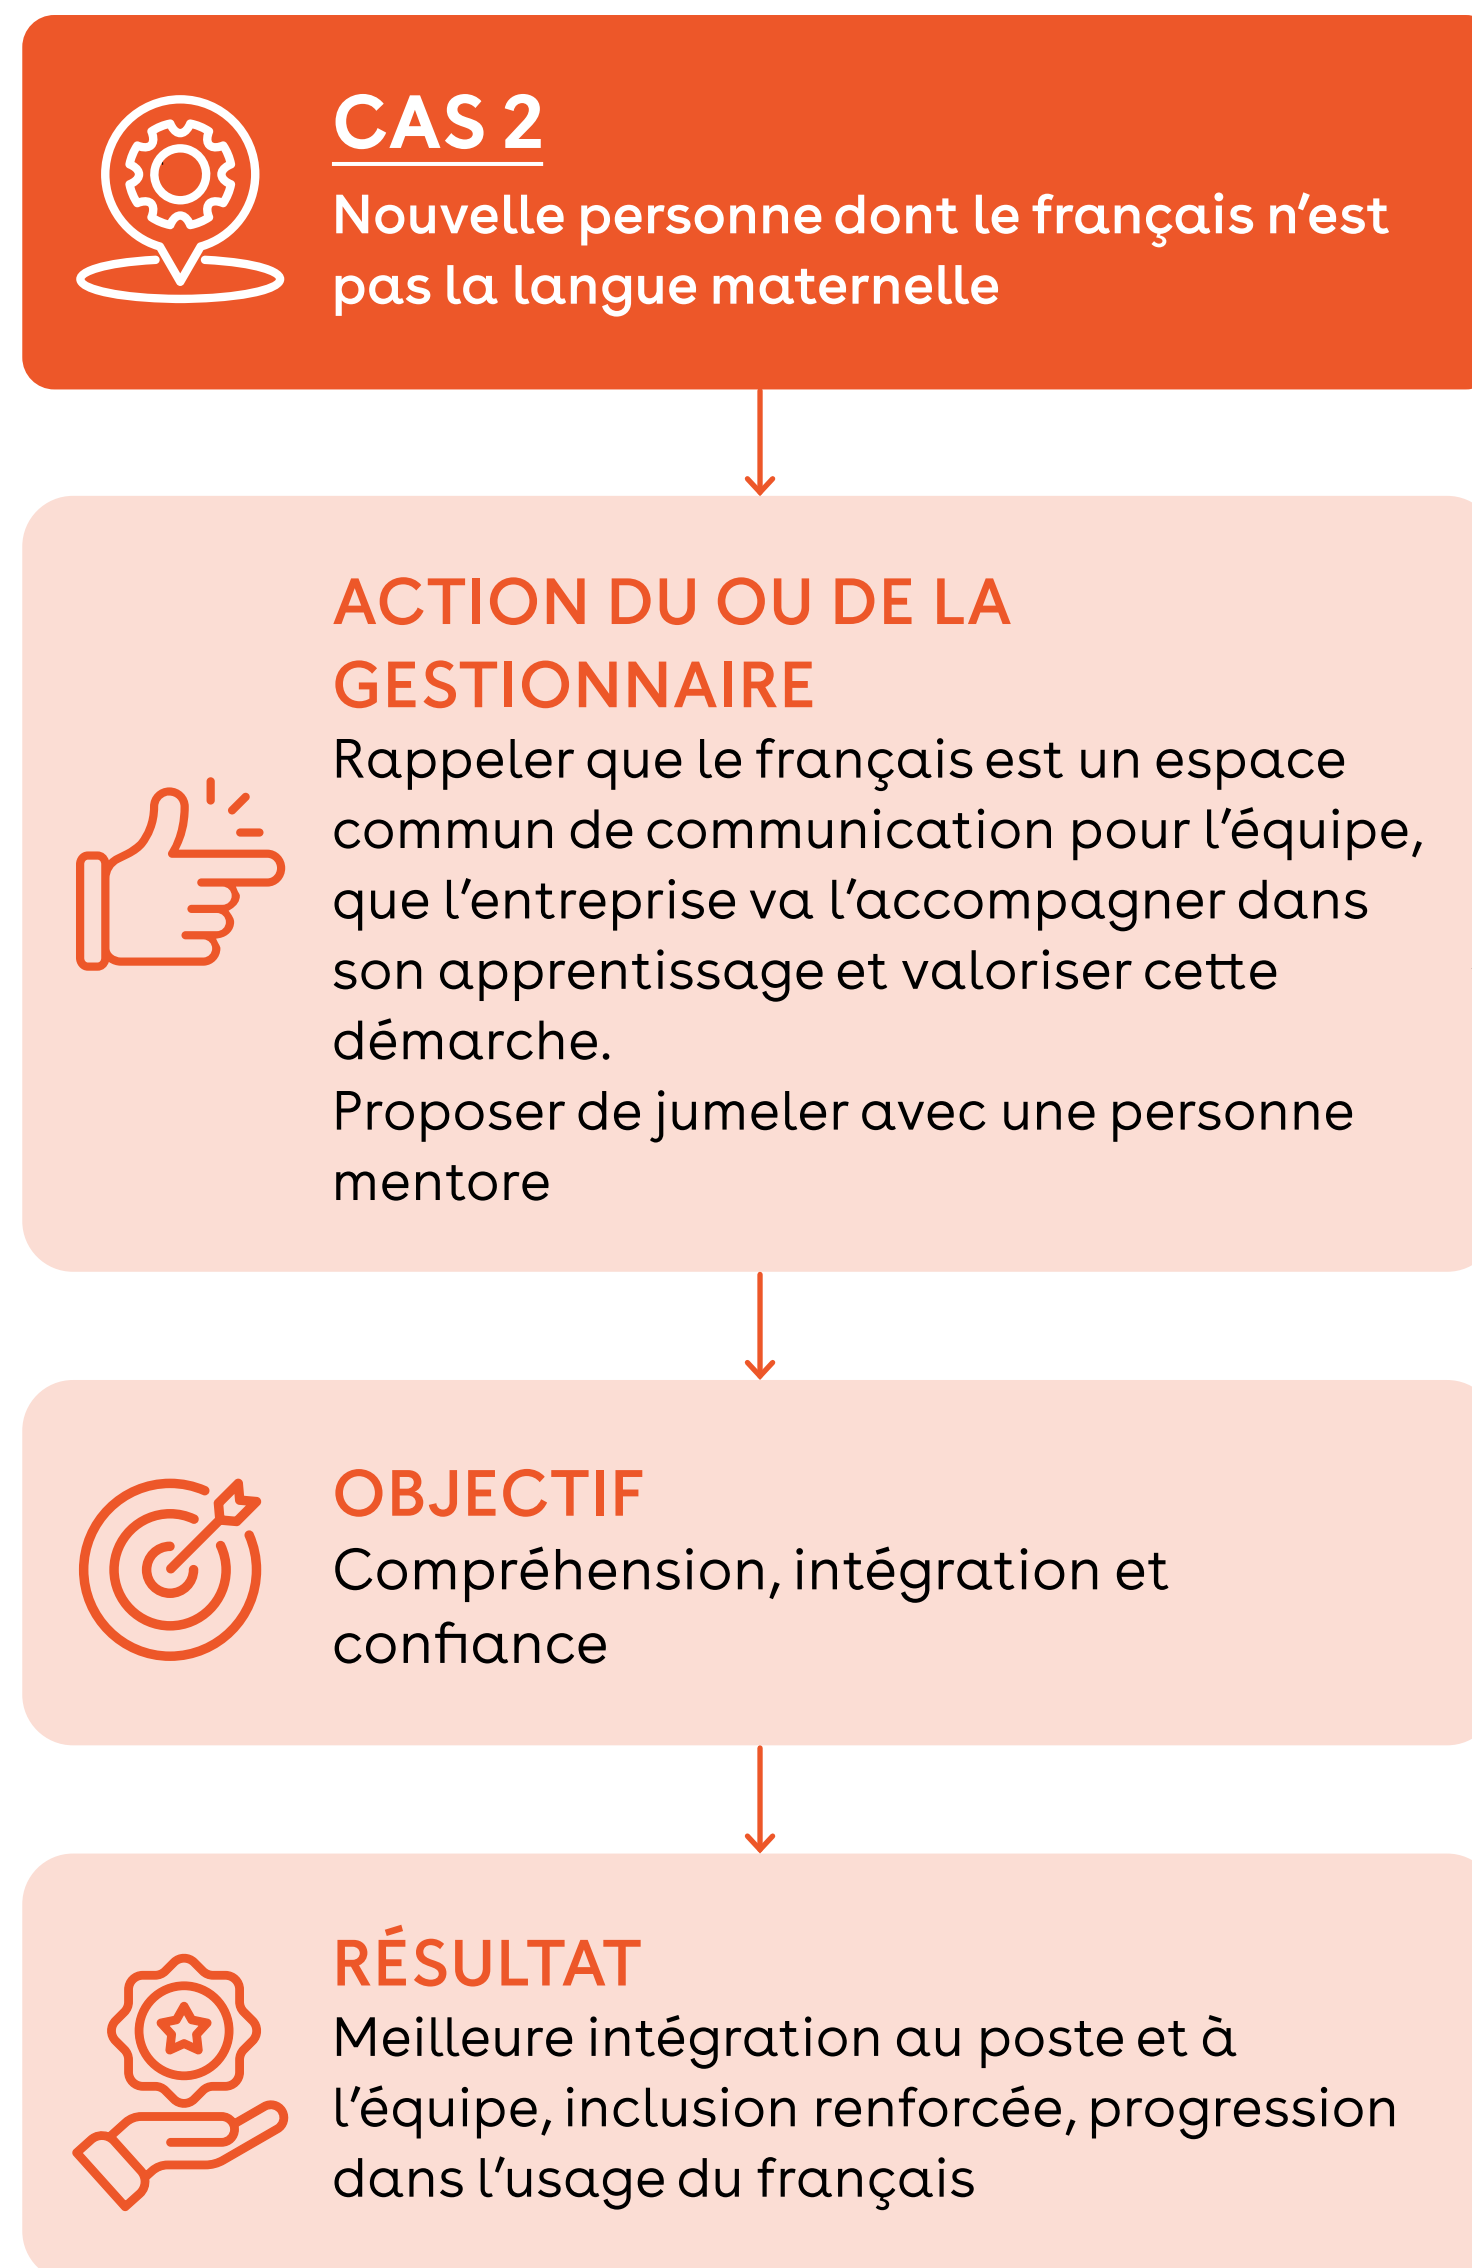 CAS 2
Nouvelle personne dont le français n’est
pas la langue maternelle
ACTION DU OU DE LA
GESTIONNAIRE
Rappeler que le français est un espace
commun de communication pour l’équipe,
que l’entreprise va l’accompagner dans
son apprentissage et valoriser cette
démarche.
Proposer de jumeler avec une personne
mentore
OBJECTIF
Compréhension, intégration et
confiance
RÉSULTAT
Meilleure intégration au poste et à
l’équipe, inclusion renforcée, progression
dans l’usage du français